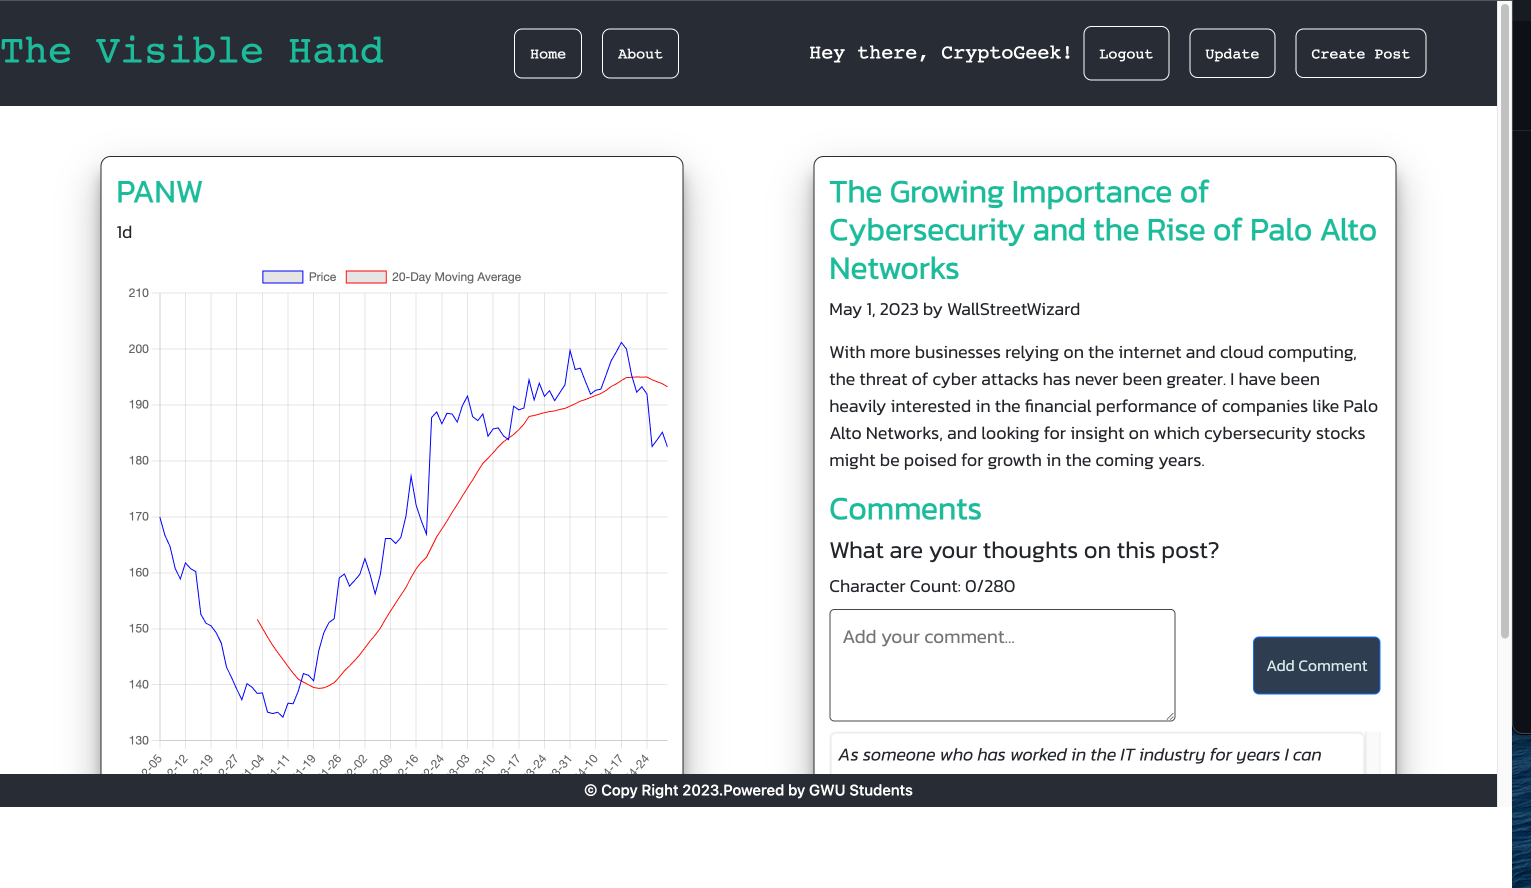 The Visible Hand
Home
About
Hey there, CryptoGeek!
Logout
Update
Create Post
PANW
1d
Price
20-Day Moving Average
210
200
190
180
170
160
150
140
130
2-05
2-12
2-19
2-27
1-04
1-11
1-19
1-26
2-02
2-09
2-16
2-24
3-03
3-10
3-17
3-24
3-31
4-10
4-17
4-24
The Growing Importance of
Cybersecurity and the Rise of Palo Alto
Networks
May 1, 2023 by WallStreetWizard
With more businesses relying on the internet and cloud computing,
the threat of cyber attacks has never been greater. I have been
heavily interested in the financial performance of companies like Palo
Alto Networks, and looking for insight on which cybersecurity stocks
might be poised for growth in the coming years.
Comments
What are your thoughts on this post?
Character Count: 0/280
Add your comment...
Add Comment
As someone who has worked in the IT industry for years I can
© Copy Right 2023.Powered by GWU Students